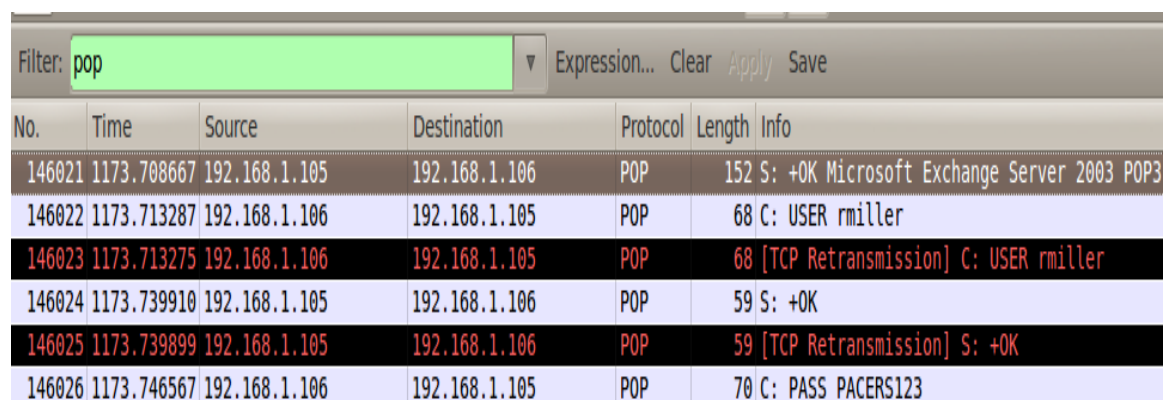 Filter: pop Expression... Clear Apply Save
No. Time Source Destination Protocol Length Info
146021 1173.708667 192.168.1.105 192.168.1.106 POP 152 S: +OK Microsoft Exchange Server 2003 POP3
146022 1173.713287 192.168.1.106 192.168.1.105 POP 68 C: USER rmiller
146023 1173.713275 192.168.1.106 192.168.1.105 POP 68 [TCP Retransmission] C: USER rmiller
146024 1173.739910 192.168.1.105 192.168.1.106 POP 59 S: +OK
146025 1173.739899 192.168.1.105 192.168.1.106 POP 59 [TCP Retransmission] S: +OK
146026 1173.746567 192.168.1.106 192.168.1.105 POP 70 C: PASS PACERS123